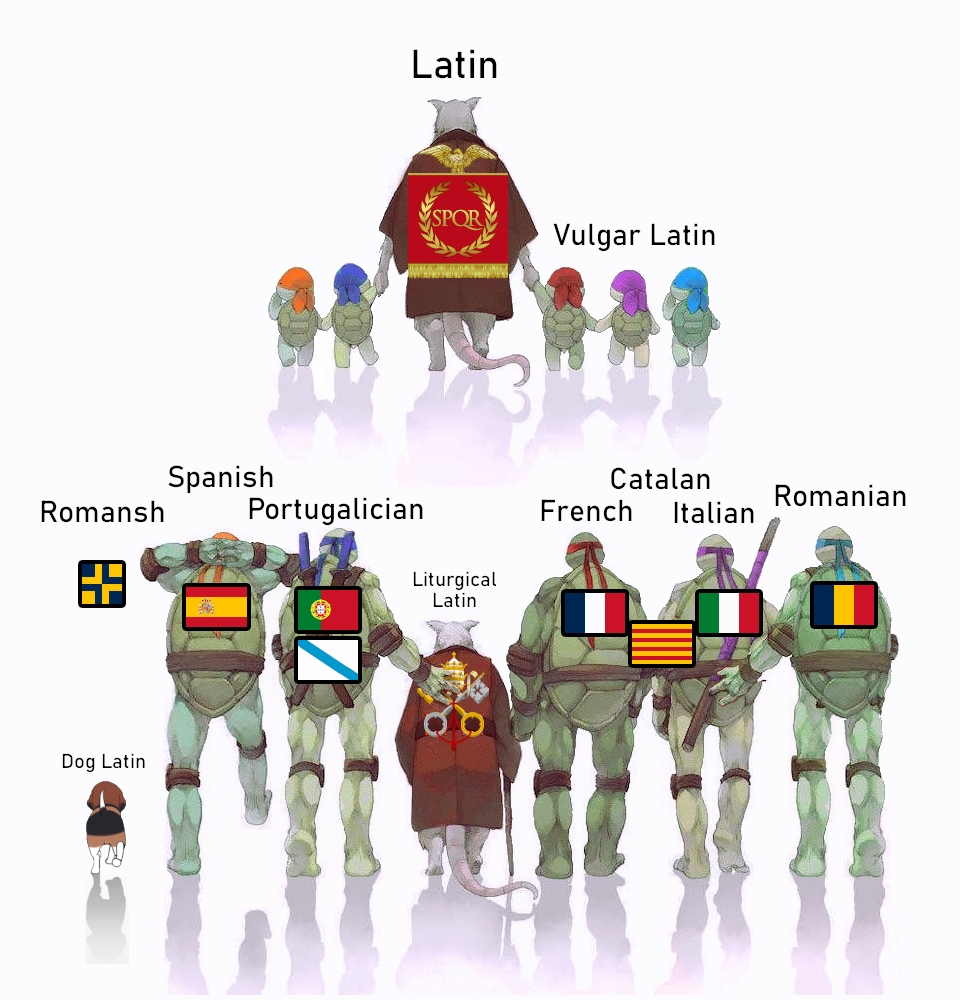 Latin
SPQR
Vulgar Latin
Spanish
Catalan
Romansh
Portugalician
French
Italian
Romanian
Liturgical
Latin
Dog Latin